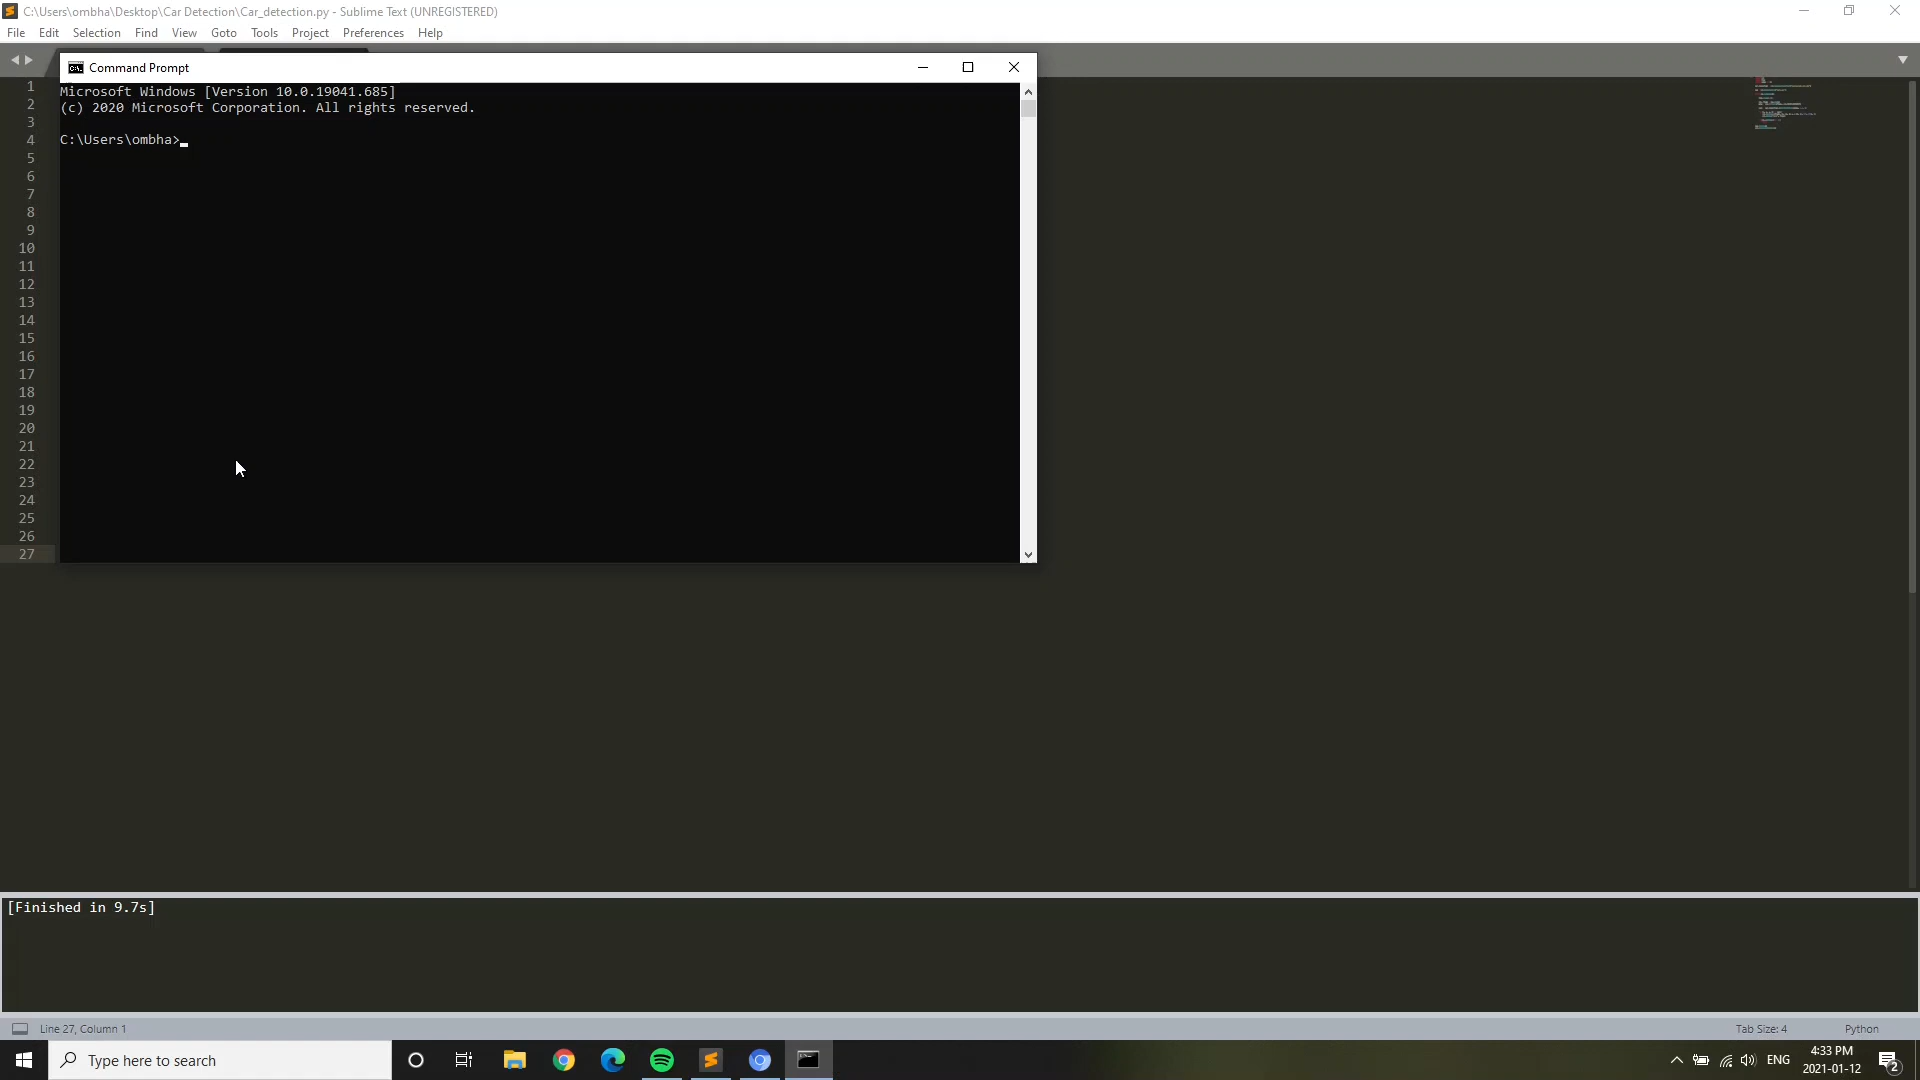 C:\Users\ombha\Desktop\Car Detection\Car_detection.py - Sublime Text (UNREGISTERED)
File Edit Selection Find View Goto Tools Project Preferences Help
Command Prompt
Microsoft Windows [Version 10.0.19041.685]
(c) 2020 Microsoft Corporation. All rights reserved.
C:\Users\ombha>
1
2
3
4
5
6
7
8
9
10
11
12
13
14
15
16
17
18
19
20
21
22
23
24
25
26
27
[Finished in 9.7s]
Line 27, Column 1
Tab Size: 4
Python
Type here to search
ENG
4:33 PM
2021-01-12
2